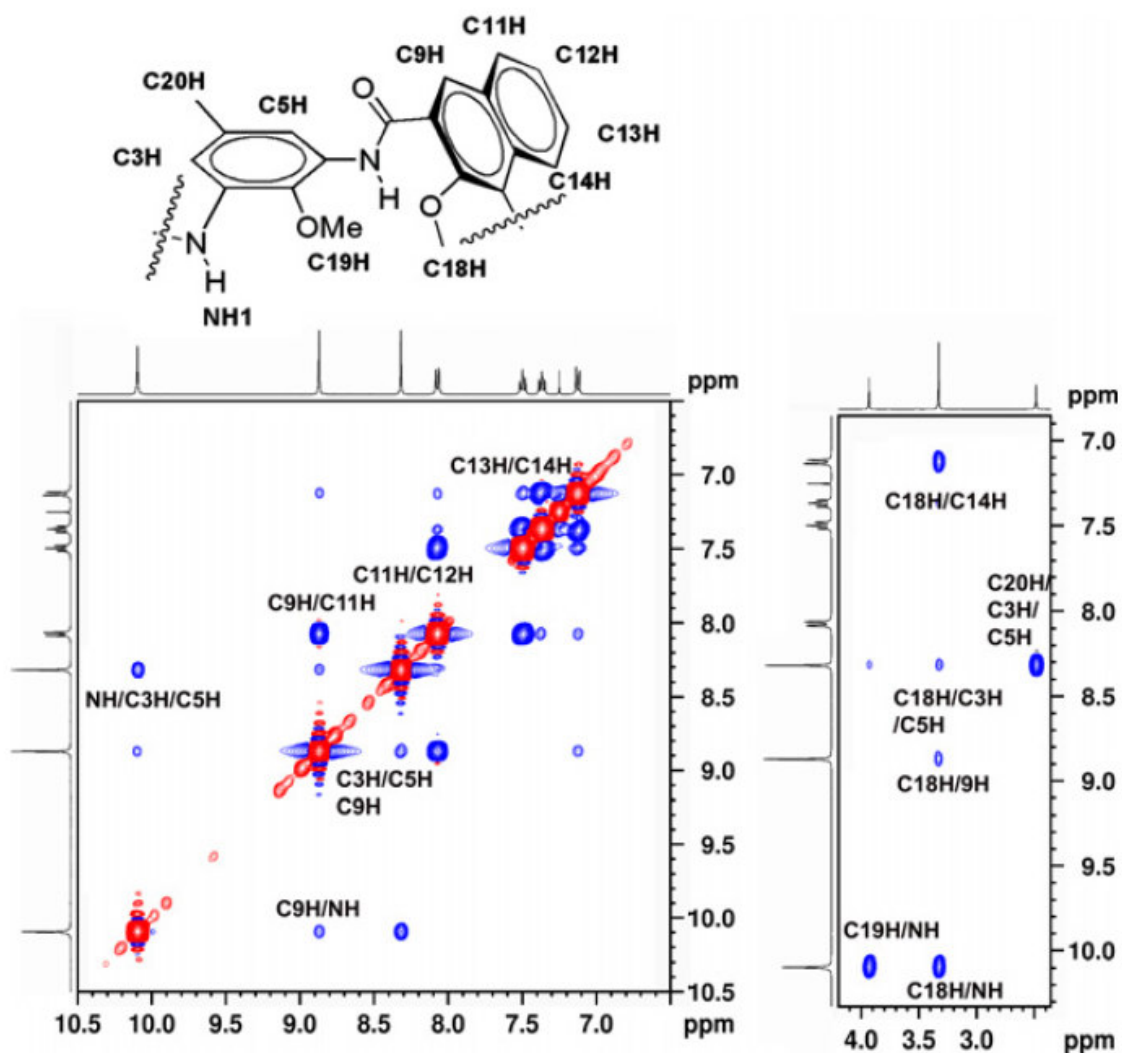 C11H
C9H
C12H
C20H
O
C5H
C13H
C3H
N
H
C14H
O
N
OMe
C19H
C18H
H
NH1
ppm
ppm
C13H/C14H
7.0
7.0
C18H/C14H
7.5
7.5
C11H/C12H
C9H/C11H
C20H/
C3H/
C5H
8.0
8.0
NH/C3H/C5H
8.5
C18H/C3H
/C5H
8.5
C3H/C5H
C9H
9.0
C18H/9H
9.0
9.5
9.5
C9H/NH
10.0
C19H/NH
10.0
C18H/NH
10.5
10.5 10.0 9.5 9.0 8.5 8.0 7.5 7.0 ppm
4.0 3.0 ppm